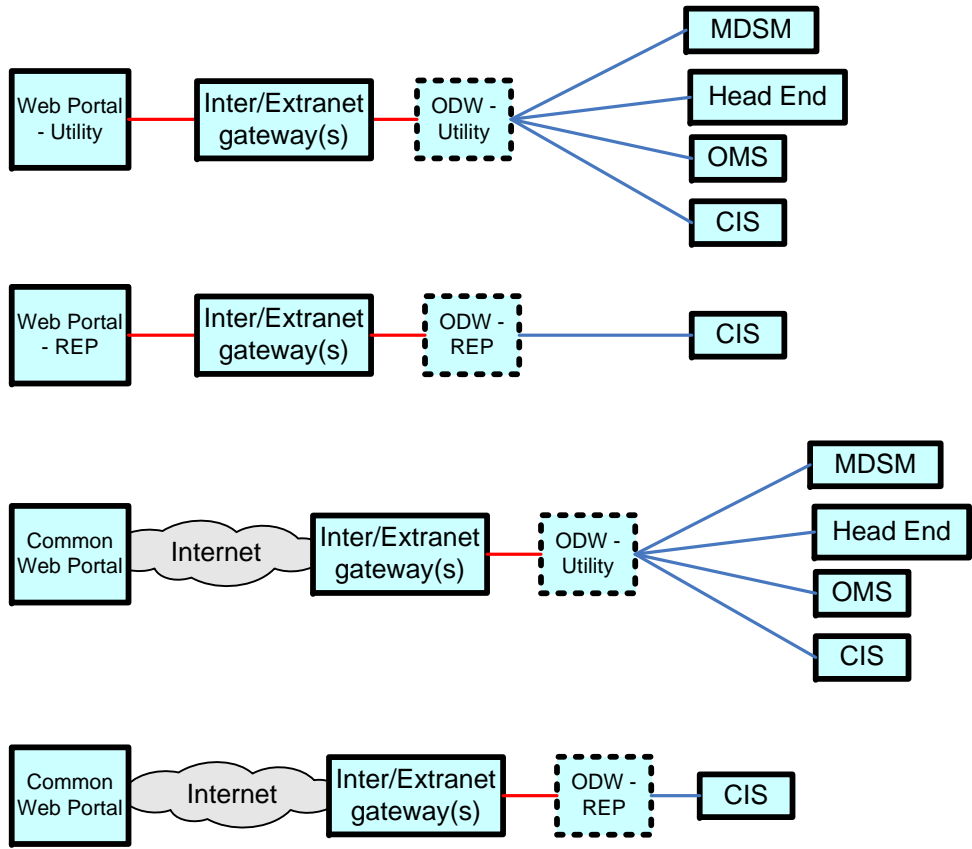 MDSM
Web Portal
- Utility
Inter/Extranet
gateway(s)
ODW -
Utility
Head End
OMS
CIS
Web Portal
- REP
Inter/Extranet
gateway(s)
ODW -
REP
CIS
MDSM
Common
Web Portal
Internet
Inter/Extranet
gateway(s)
ODW -
Utility
Head End
OMS
CIS
Common
Web Portal
Internet
Inter/Extranet
gateway(s)
ODW -
REP
CIS